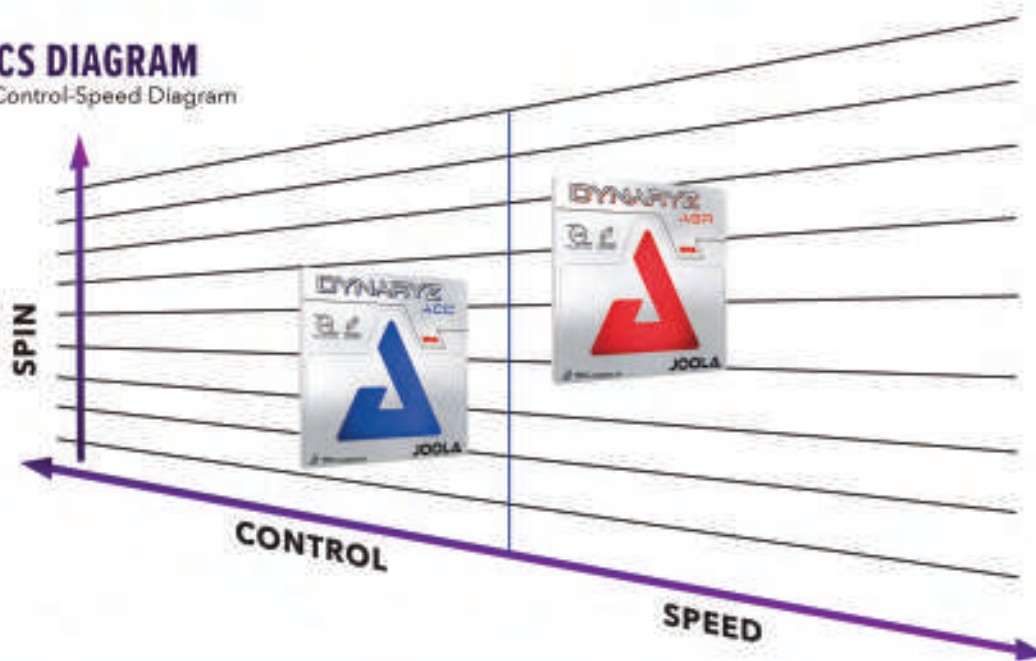 CS DIAGRAM
Control-Speed Diagram
SPIN
DYNARYZ
ACC
JOOLA
DYNARYZ
AGR
JOOLA
CONTROL
SPEED